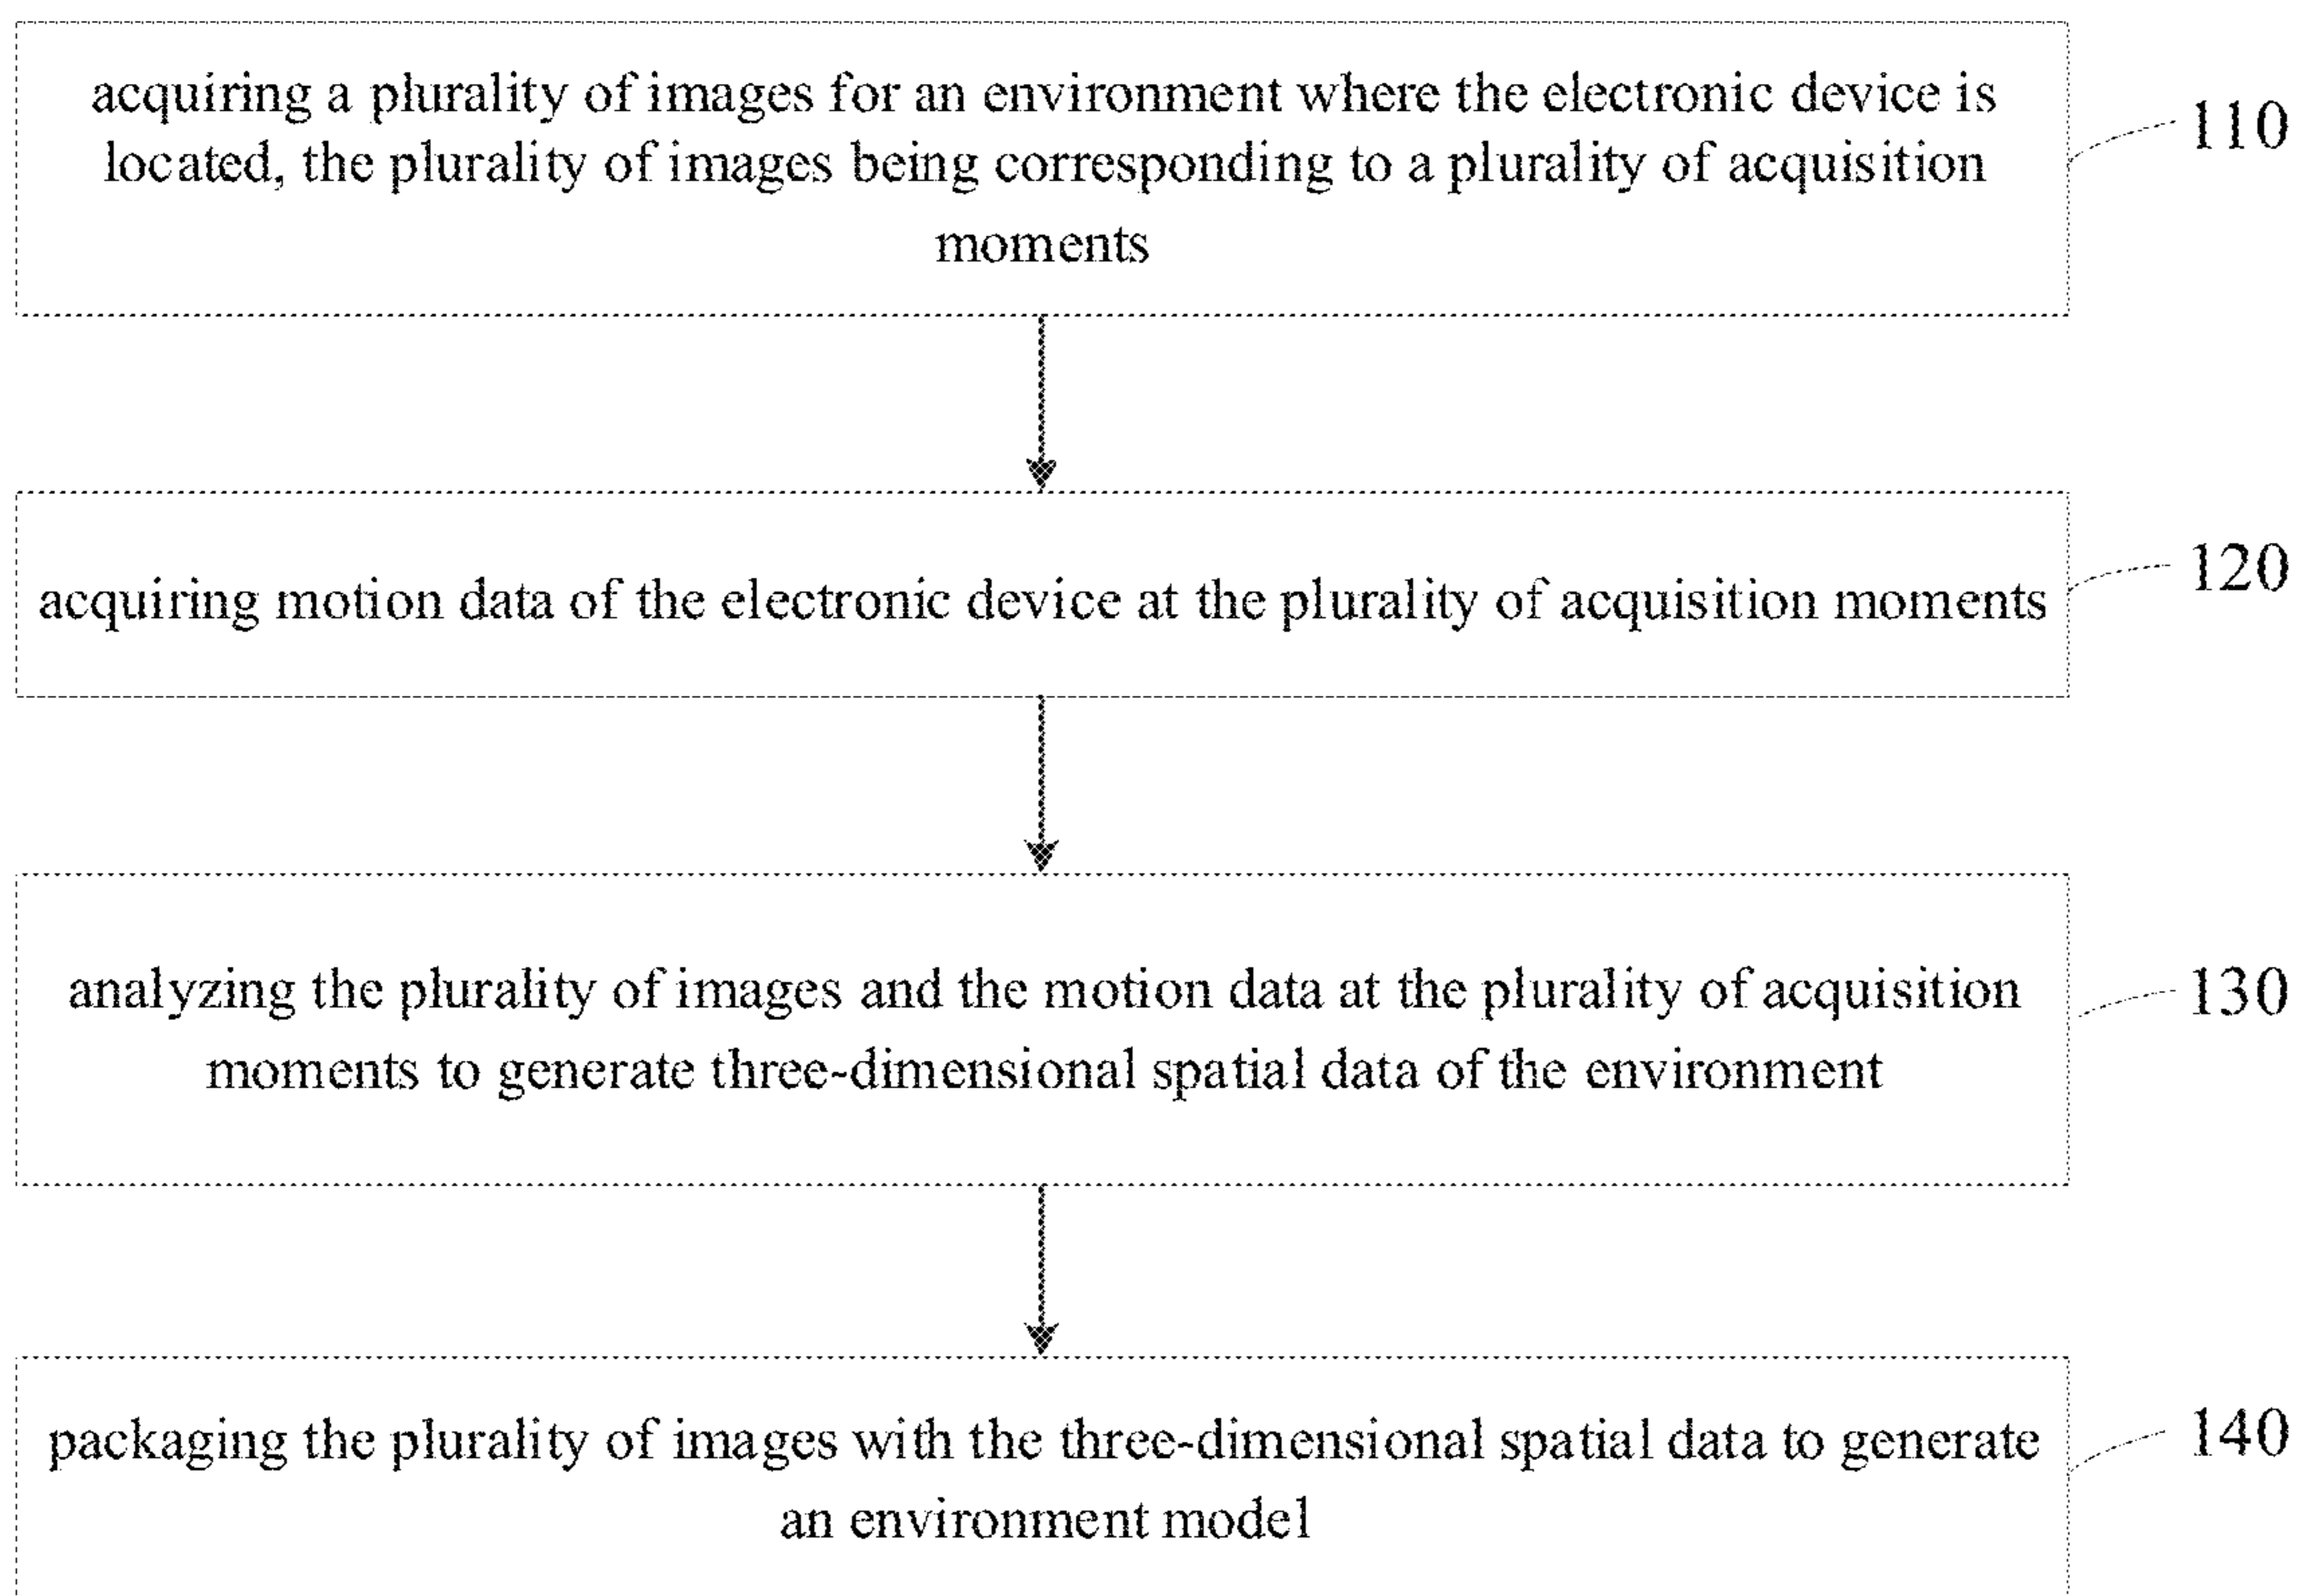 acquiring a plurality of images for an environment where the electronic device is
located, the plurality of images being corresponding to a plurality of acquisition
moments
110
acquiring motion data of the electronic device at the plurality of acquisition moments
120
analyzing the plurality of images and the motion data at the plurality of acquisition
moments to generate three-dimensional spatial data of the environment
130
packaging the plurality of images with the three-dimensional spatial data to generate
an environment model
140